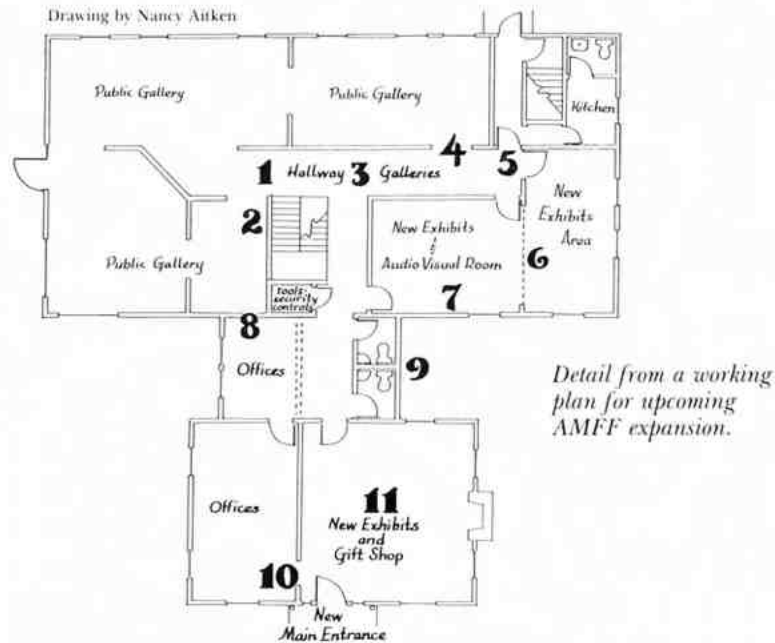 Drawing by Nancy Aitken
Public Gallery
Public Gallery
Kitchen
1
Hallway
3
Galleries
4
5
2
New
Exhibits
Area
6
New Exhibits
&
Audio Visual Room
7
Public Gallery
tools-
security
controls
8
Offices
9
Detail from a working
plan for upcoming
AMFF expansion.
Offices
11
New Exhibits
and
Gift Shop
10
New
Main Entrance